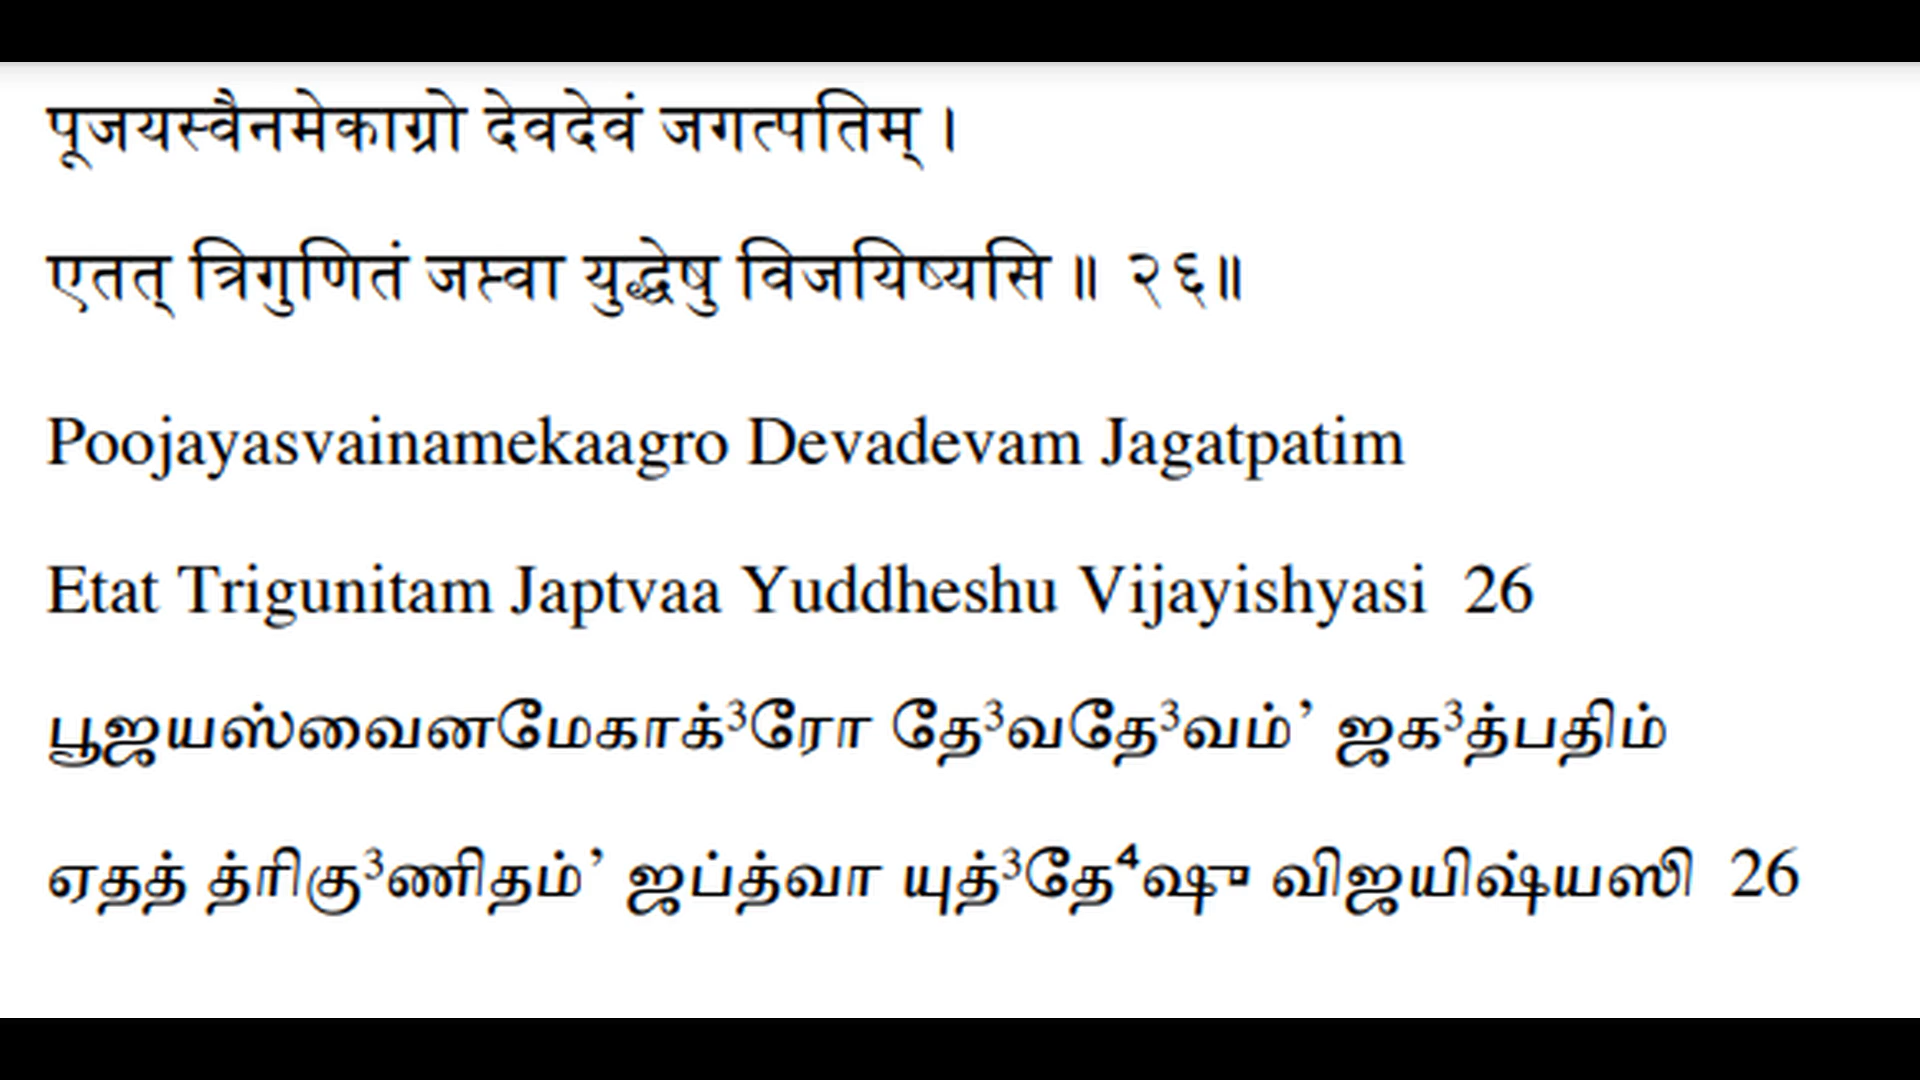 पूजयस्वैनमेकाग्रो देवदेवं जगत्पतिम् ।
एतत् त्रिगुणितं जप्त्वा युद्धेषु विजयिष्यसि ॥ २६॥
Poojayasvainamekaagro Devadevam Jagatpatim
Etat Trigunitam Japtvaa Yuddheshu Vijayishyasi 26
பூஜயஸ்வைனமேகாக்³ரோ தே³வதே³வம்’ ஜக³த்பதிம்
ஏதத் த்ரிகு³ணிதம்’ ஜப்த்வா யுத்³தே⁴ஷு விஜயிஷ்யஸி 26